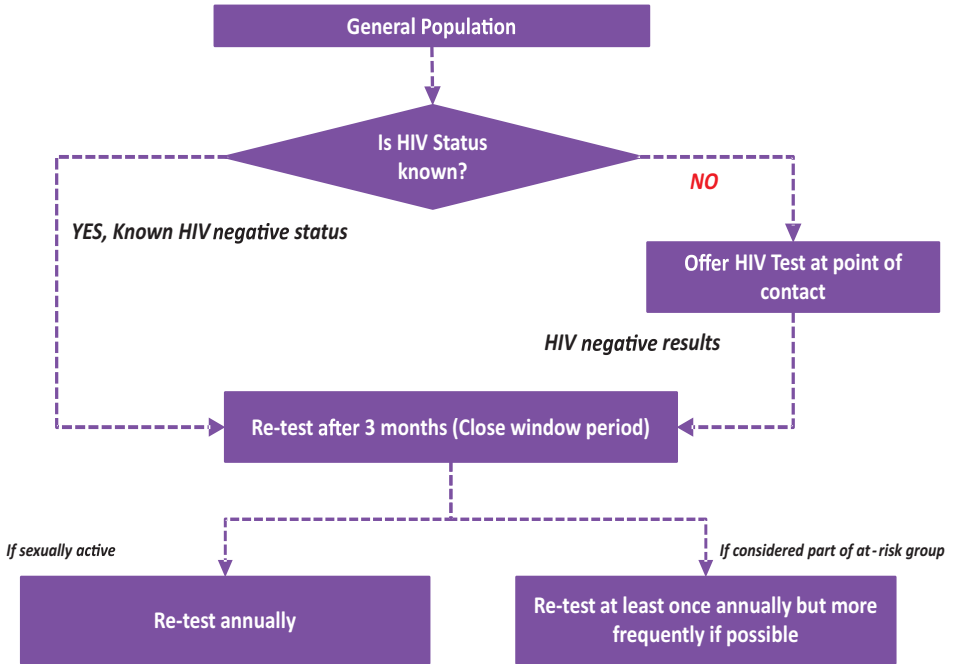 General Population
Is HIV Status
known?
NO
YES, Known HIV negative status
Offer HIV Test at point of
contact
HIV negative results
Re-test after 3 months (Close window period)
If sexually active
If considered part of at-risk group
Re-test annually
Re-test at least once annually but more
frequently if possible